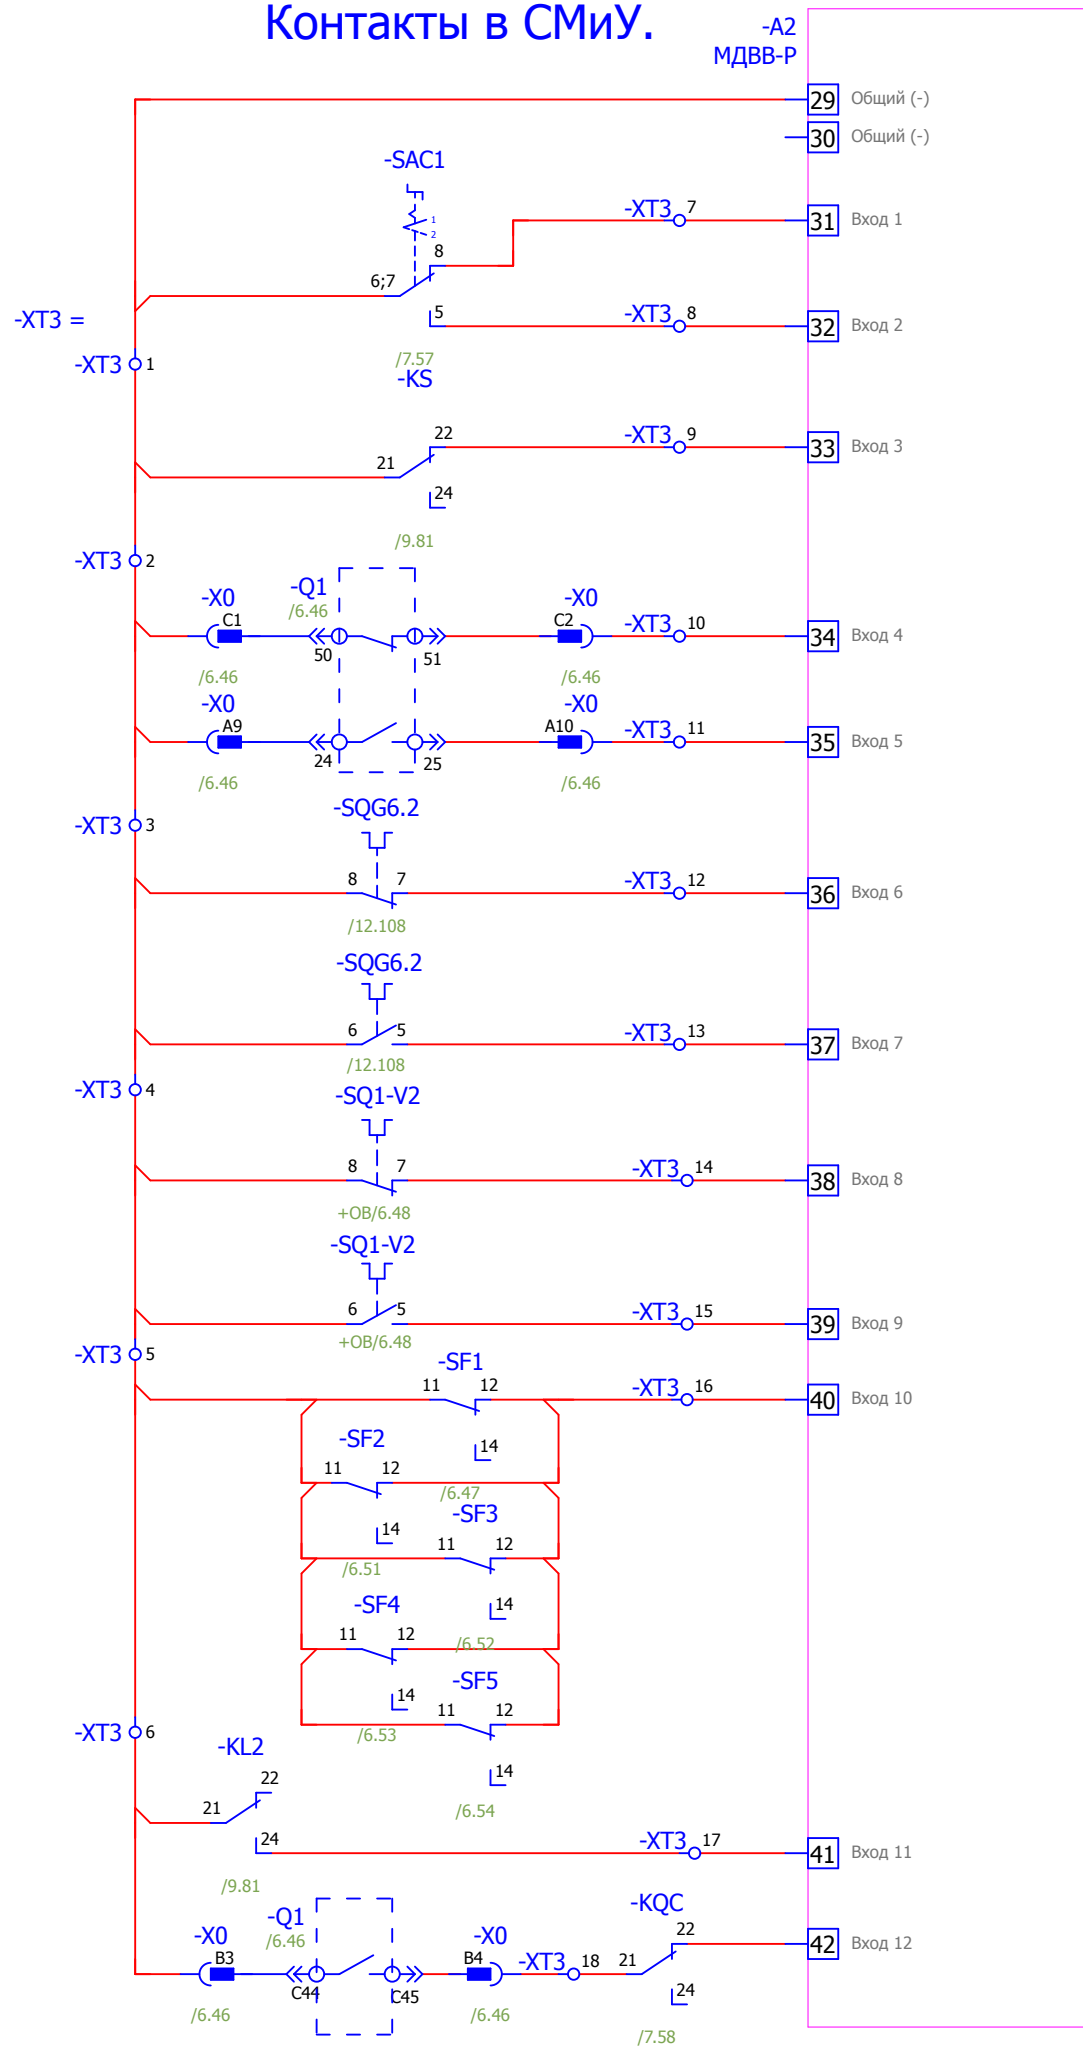 Контакты в СМиУ.
-A2
МДВВ-Р
29 Общий (-)
30 Общий (-)
-SAC1
1
2
-XT3 7
31 Вход 1
8
6;7
5
-XT3 8
32 Вход 2
-XT3 =
/7.57
-XT3 1
-KS
22
21
24
-XT3 9
33 Вход 3
/9.81
-XT3 2
-Q1
/6.46
-X0
C1
50
51
-X0
C2
-XT3 10
34 Вход 4
/6.46
/6.46
-X0
A9
24
25
-X0
A10
-XT3 11
35 Вход 5
/6.46
/6.46
-SQG6.2
-XT3 3
8 7
-XT3 12
36 Вход 6
/12.108
-SQG6.2
6 5
-XT3 13
37 Вход 7
/12.108
-XT3 4
-SQ1-V2
8 7
-XT3 14
38 Вход 8
+ОВ/6.48
-SQ1-V2
6 5
-XT3 15
39 Вход 9
+ОВ/6.48
-XT3 5
-SF1
11 12
-XT3 16
40 Вход 10
14
-SF2
11 12
/6.47
14
-SF3
11 12
/6.51
14
-SF4
11 12
/6.52
14
-SF5
11 12
/6.53
14
/6.54
-XT3 6
-KL2
22
21
24
-XT3 17
41 Вход 11
/9.81
-Q1
/6.46
-X0
B3
C44
C45
-X0
B4
-XT3 18
-KQC
22
21
24
42 Вход 12
/6.46
/6.46
/7.58